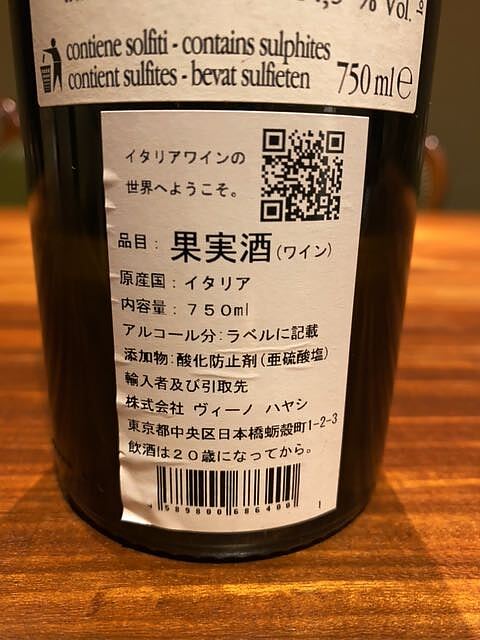 % Vol.
contiene solfiti - contains sulphites
contient sulfites - bevat sulfieten 750 ml e
イタリアワインの
世界へようこそ。
品目：果実酒(ワイン)
原産国：イタリア
内容量：７５０ml
アルコール分：ラベルに記載
添加物：酸化防止剤(亜硫酸塩)
輸入者及び引取先
株式会社 ヴィーノ ハヤシ
東京都中央区日本橋蛎殻町1-2-3
飲酒は２０歳になってから。
4 589800 686400 1